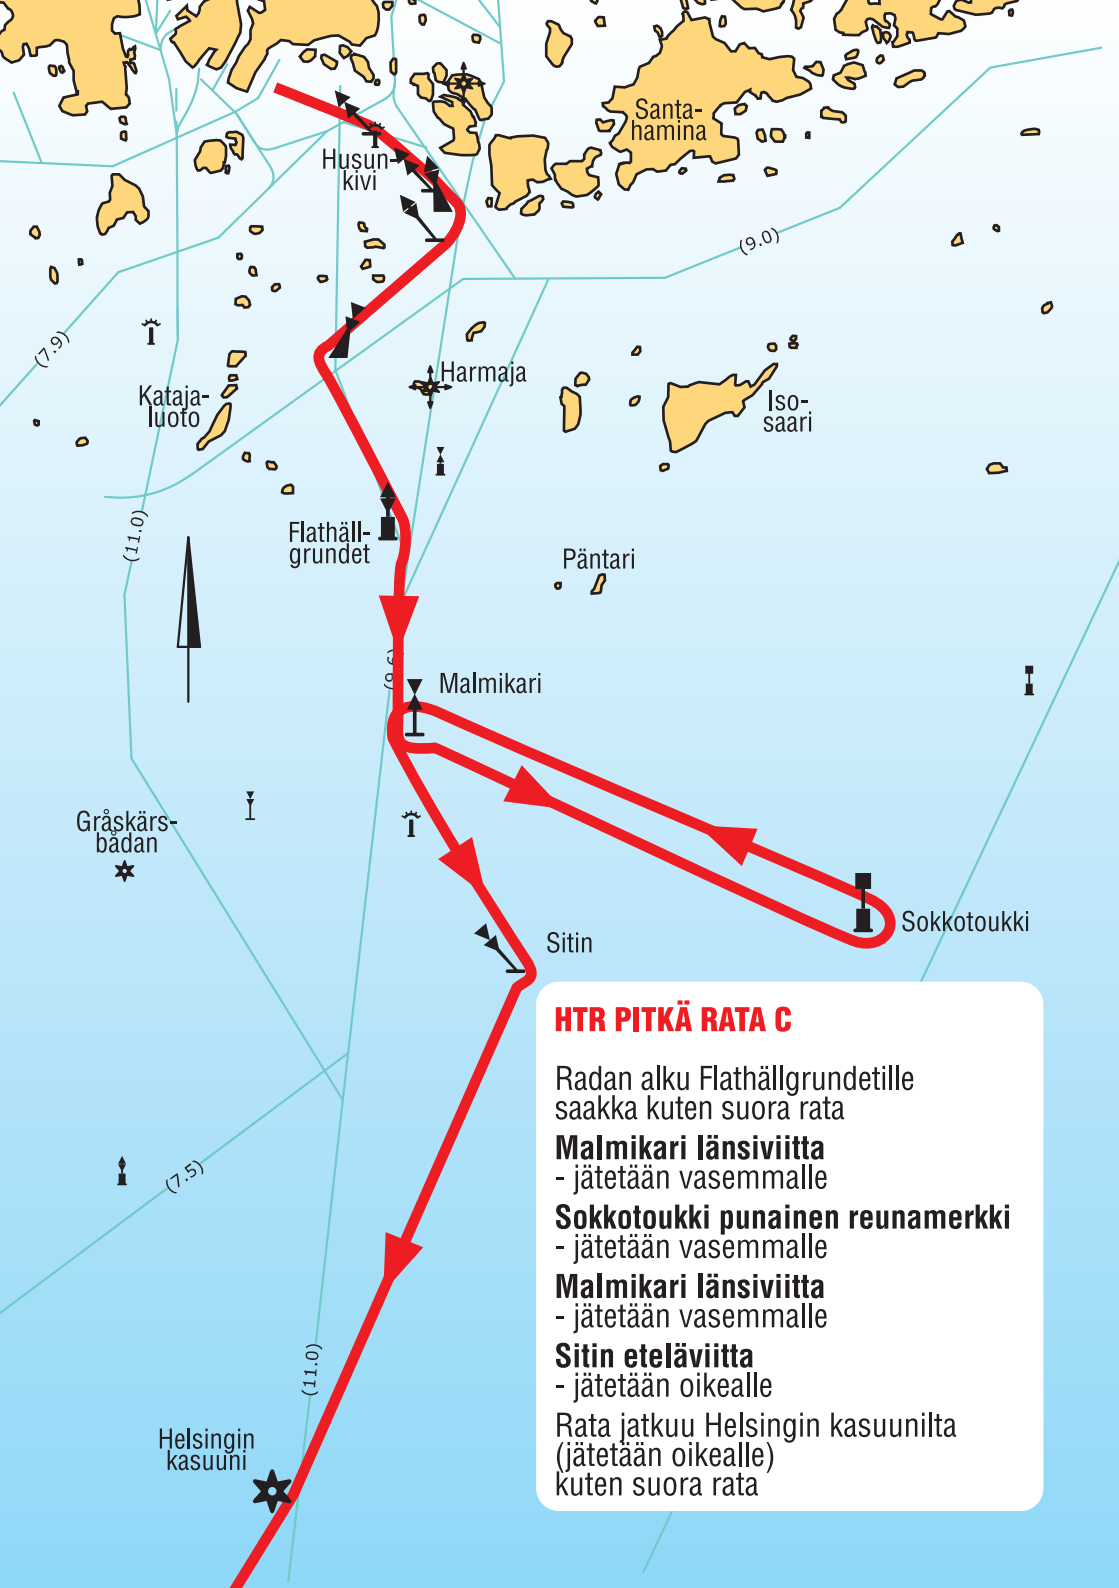 Santa-
hamina
Husun-
kivi
(9.0)
(7.9)
Harmaja
Kataja-
luoto
Iso-
saari
(11.0)
Flathäll-
grundet
Päntari
(9.6)
Malmikari
Gråskärs-
bådan
Sokkotoukki
Sitin
HTR PITKÄ RATA C
Radan alku Flathällgrundetille
saakka kuten suora rata
Malmikari länsiviitta
- jätetään vasemmalle
Sokkotoukki punainen reunamerkki
- jätetään vasemmalle
Malmikari länsiviitta
- jätetään vasemmalle
Sitin eteläviitta
- jätetään oikealle
Rata jatkuu Helsingin kasuunilta
(jätetään oikealle)
kuten suora rata
(7.5)
(11.0)
Helsingin
kasuuni